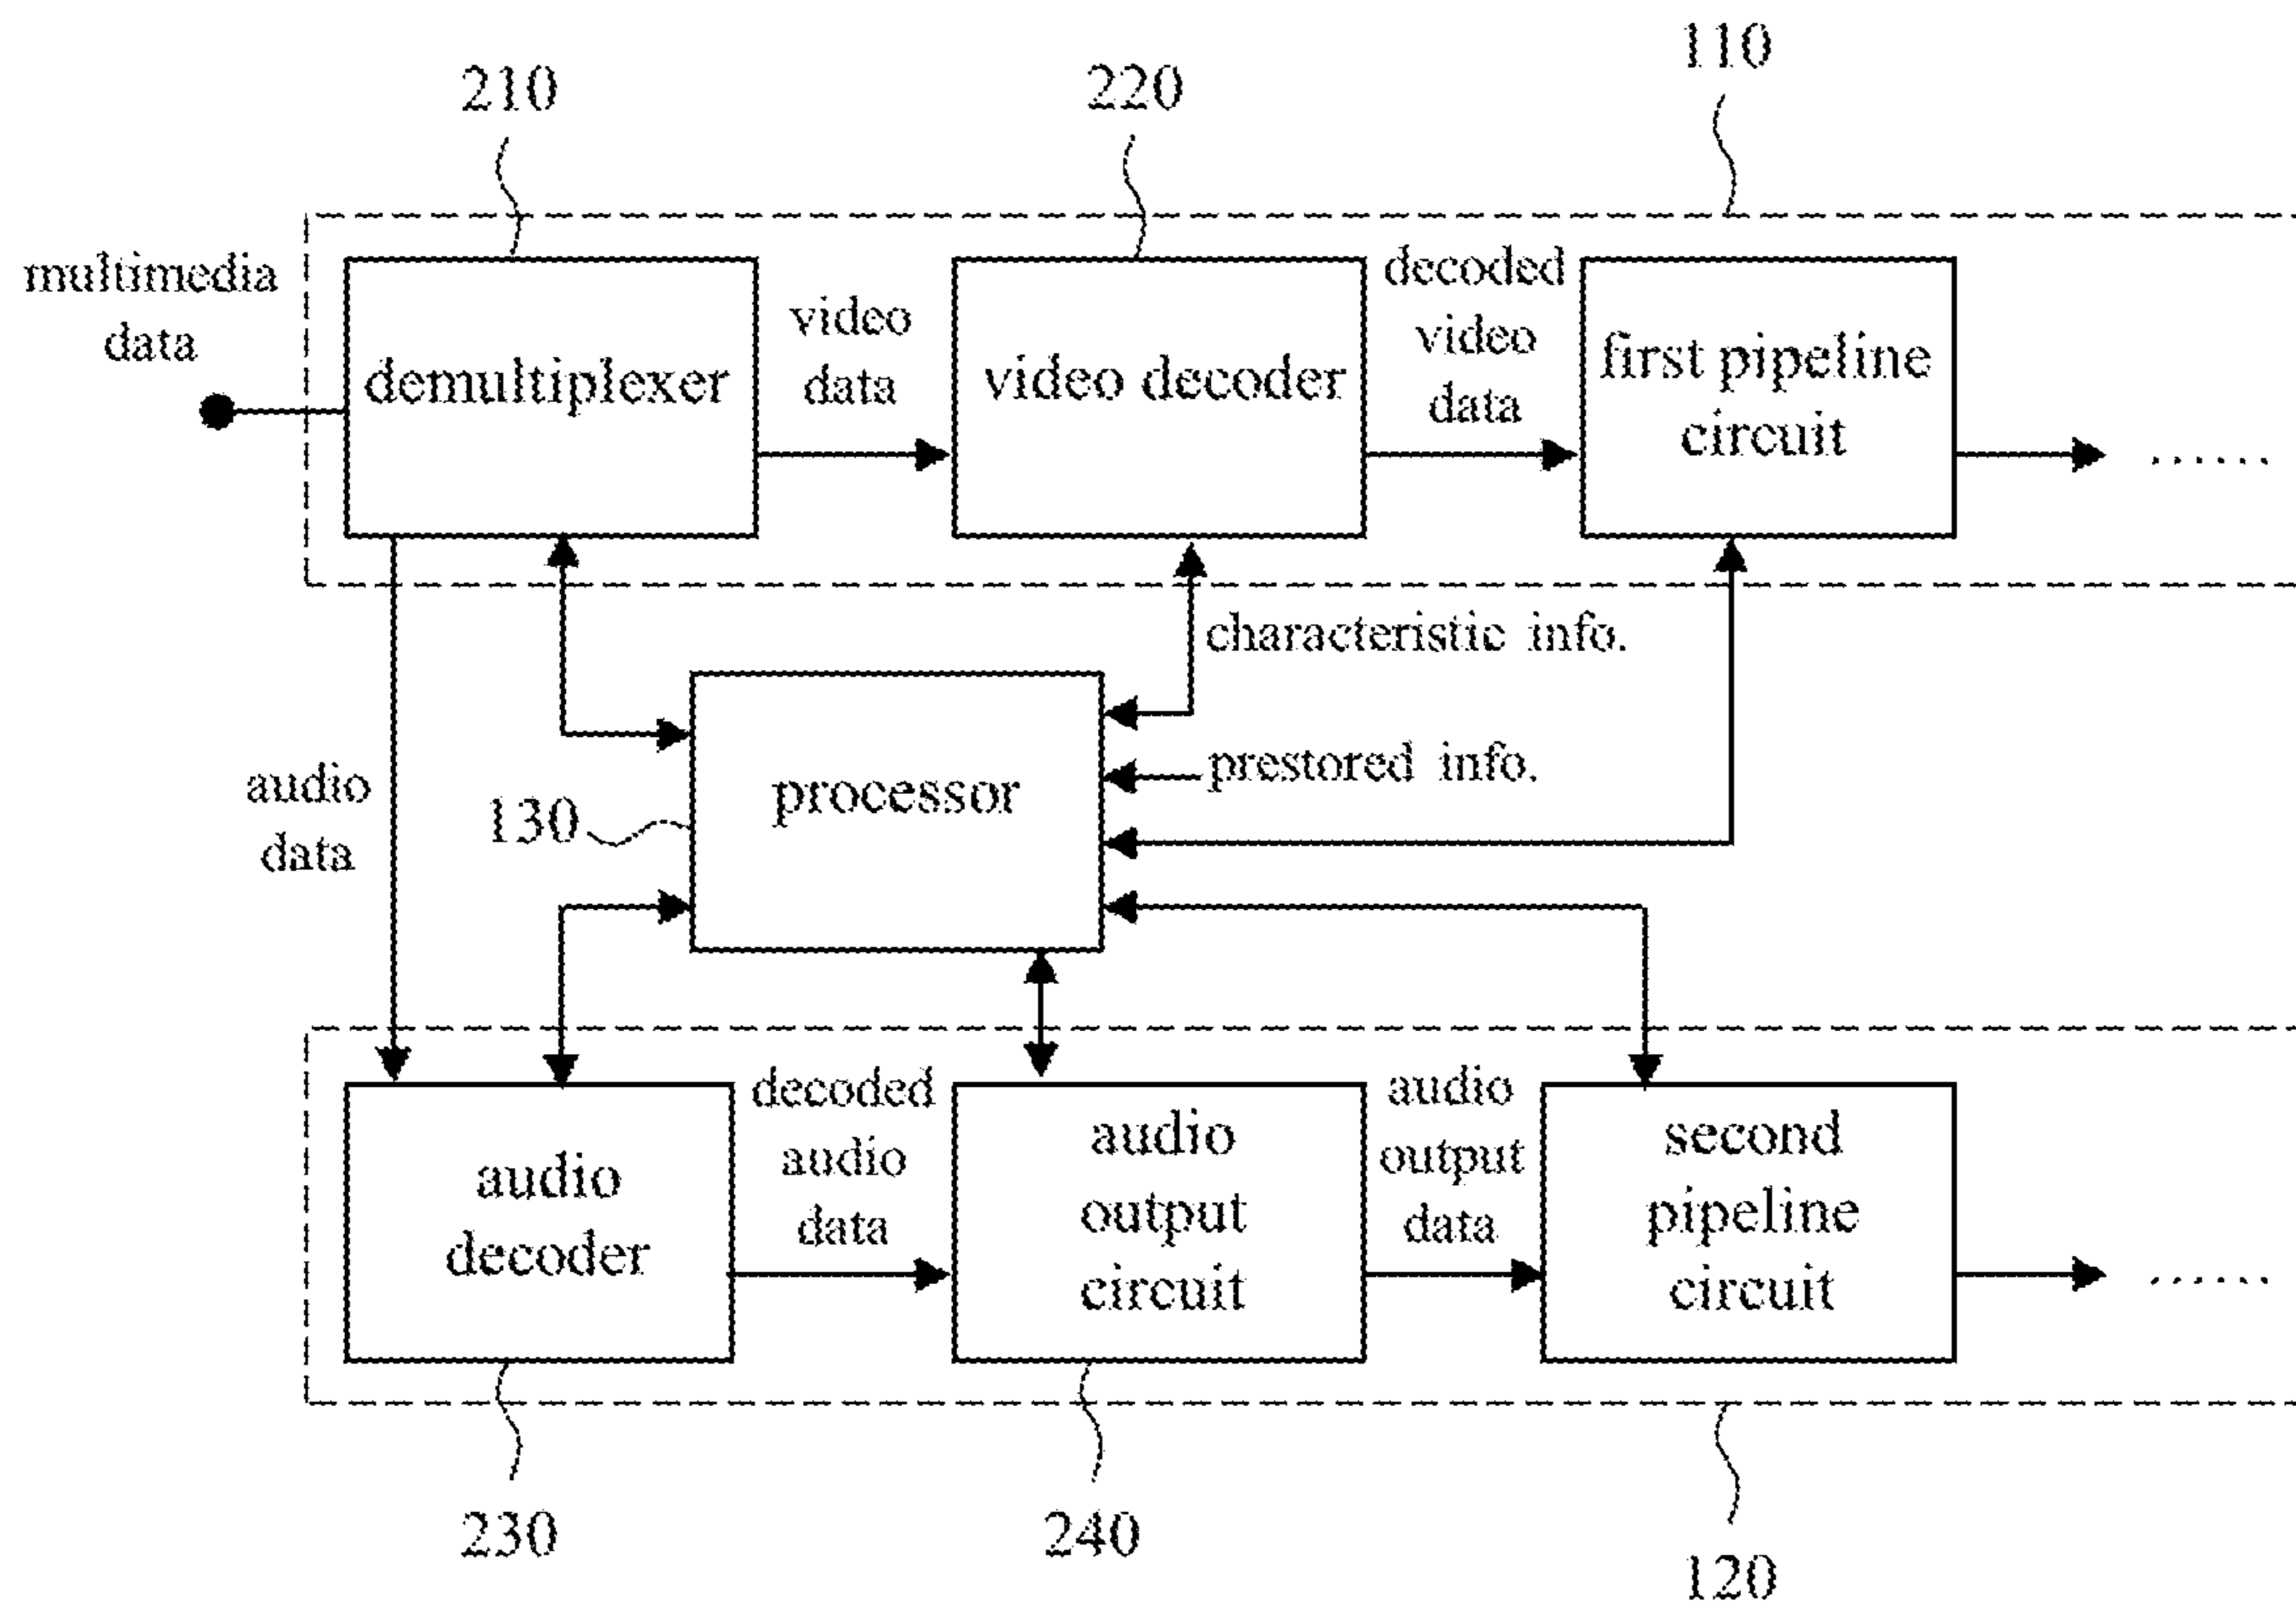 210
220
110
multimedia
data
demultiplexer
video
data
video decoder
decoded
video
data
first pipeline
circuit
......
characteristic info.
prestored info.
processor
130
audio
data
audio
decoder
decoded
audio
data
audio
output
circuit
audio
output
data
second
pipeline
circuit
......
230
240
120